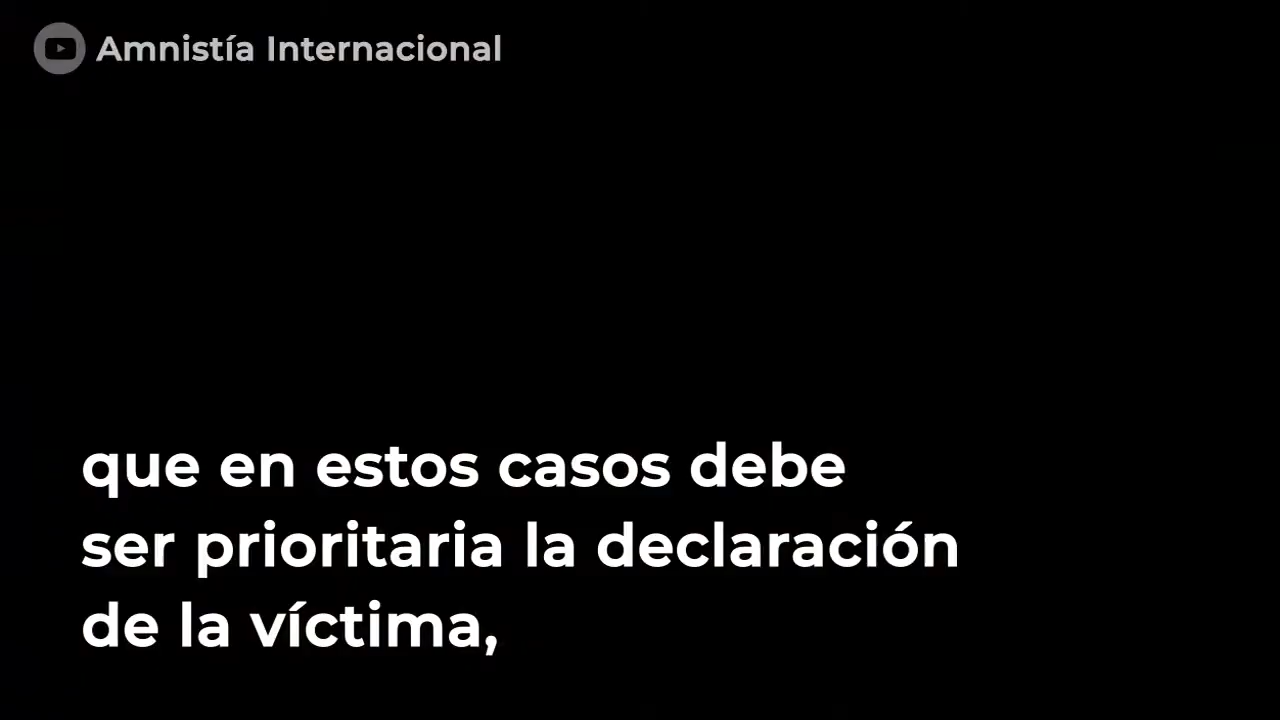 Amnistía Internacional
que en estos casos debe
ser prioritaria la declaración
de la víctima,